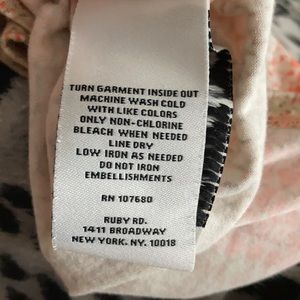 TURN GARMENT INSIDE OUT
MACHINE WASH COLD
WITH LIKE COLORS
ONLY NON-CHLORINE
BLEACH WHEN NEEDED
LINE DRY
LOW IRON AS NEEDED
DO NOT IRON
EMBELLISHMENTS
RN 107680
RUBY RD.
1411 BROADWAY
NEW YORK. NY. 10018